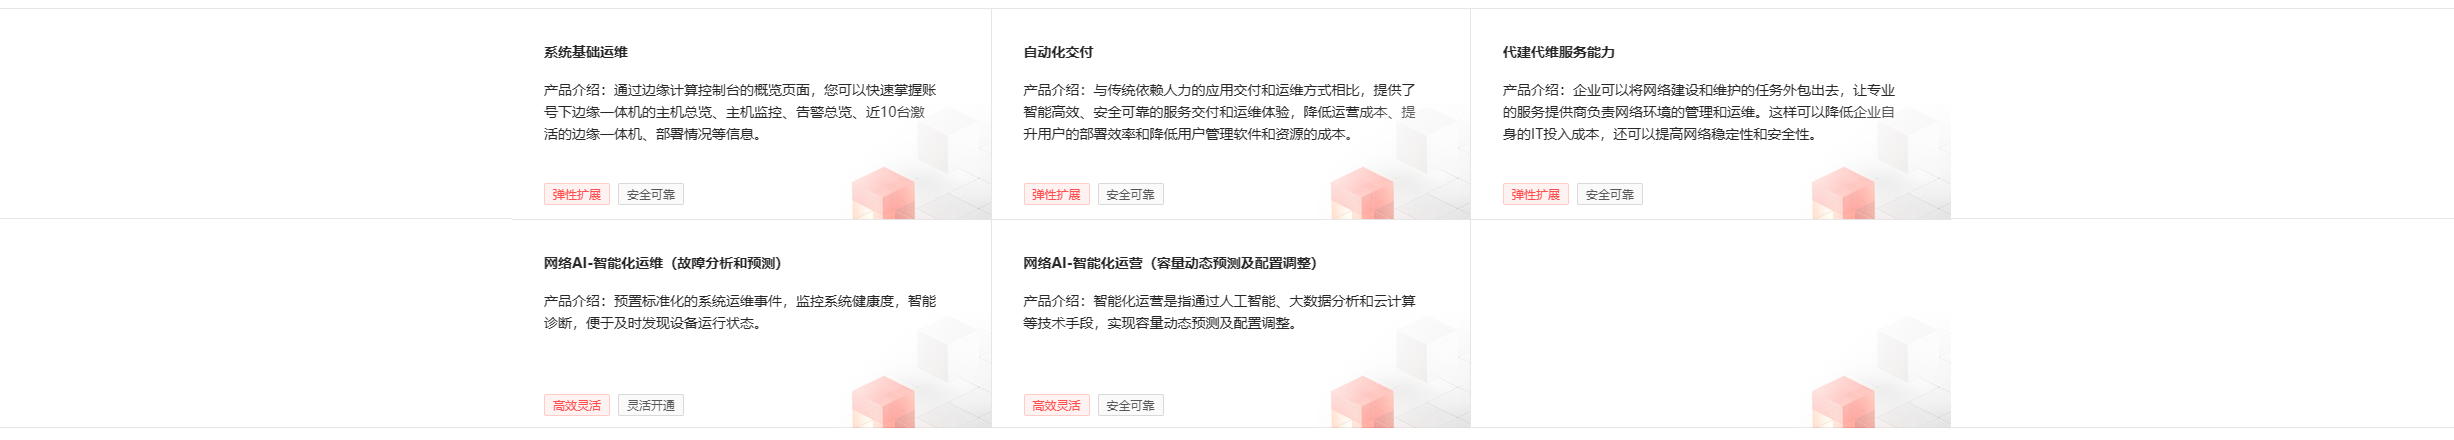 系统基础运维
产品介绍：通过边缘计算控制台的概览页面，您可以快速掌握账
号下边缘一体机的主机总览、主机监控、告警总览、近10台激
活的边缘一体机、部署情况等信息。
弹性扩展 安全可靠
自动化交付
产品介绍：与传统依赖人力的应用交付和运维方式相比，提供了
智能高效、安全可靠的服务交付和运维体验，降低运营成本、提
升用户的部署效率和降低用户管理软件和资源的成本。
弹性扩展 安全可靠
代建代维服务能力
产品介绍：企业可以将网络建设和维护的任务外包出去，让专业
的服务提供商负责网络环境的管理和运维。这样可以降低企业自
身的IT投入成本，还可以提高网络稳定性和安全性。
弹性扩展 安全可靠
网络AI-智能化运维（故障分析和预测）
产品介绍：预置标准化的系统运维事件，监控系统健康度，智能
诊断，便于及时发现设备运行状态。
高效灵活 灵活开通
网络AI-智能化运营（容量动态预测及配置调整）
产品介绍：智能化运营是指通过人工智能、大数据分析和云计算
等技术手段，实现容量动态预测及配置调整。
高效灵活 安全可靠